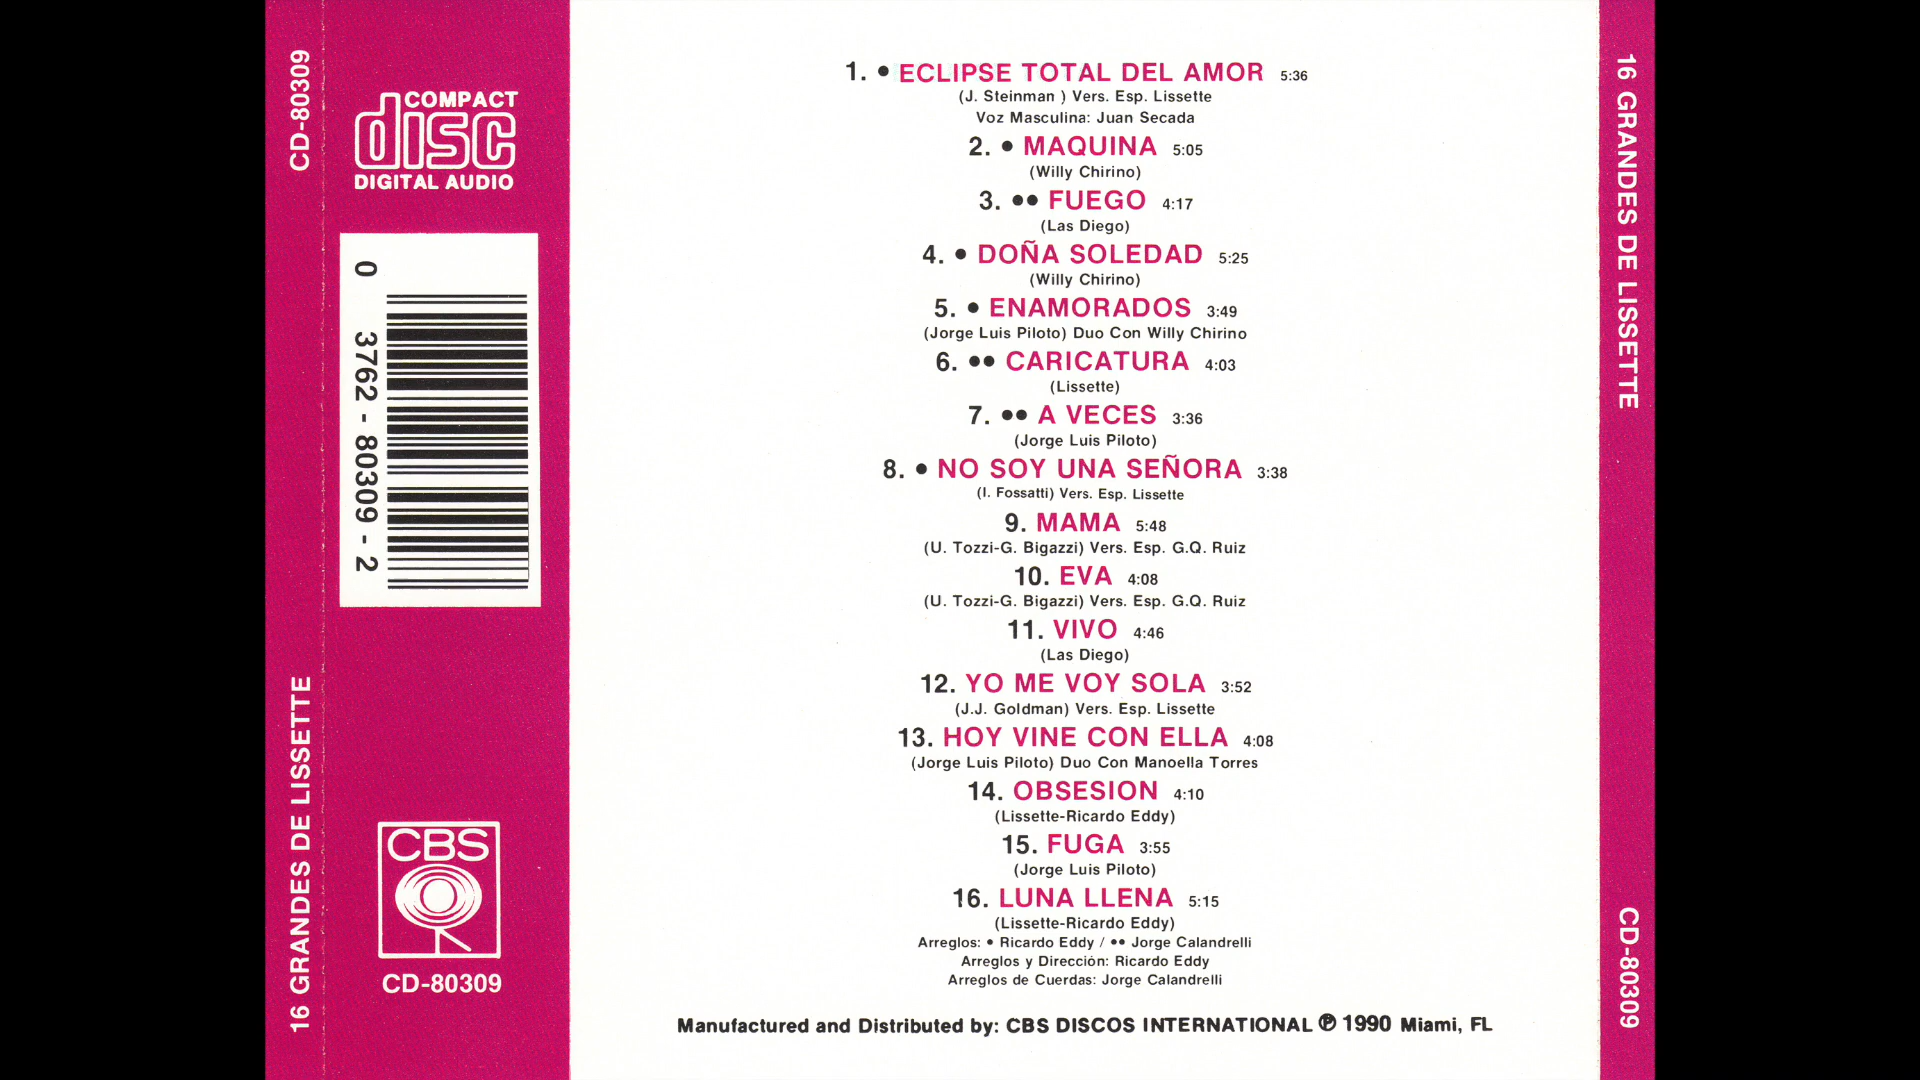 CD-80309
16 GRANDES DE LISSETTE
COMPACT
disc
DIGITAL AUDIO
0 3762 - 80309 - 2
CBS
CD-80309
1. • ECLIPSE TOTAL DEL AMOR 5:36
(J. Steinman ) Vers. Esp. Lissette
Voz Masculina: Juan Secada
2. • MAQUINA 5:05
(Willy Chirino)
3. •• FUEGO 4:17
(Las Diego)
4. • DOÑA SOLEDAD 5:25
(Willy Chirino)
5. • ENAMORADOS 3:49
(Jorge Luis Piloto) Duo Con Willy Chirino
6. •• CARICATURA 4:03
(Lissette)
7. •• A VECES 3:36
(Jorge Luis Piloto)
8. • NO SOY UNA SEÑORA 3:38
(I. Fossatti) Vers. Esp. Lissette
9. MAMA 5:48
(U. Tozzi-G. Bigazzi) Vers. Esp. G.Q. Ruiz
10. EVA 4:08
(U. Tozzi-G. Bigazzi) Vers. Esp. G.Q. Ruiz
11. VIVO 4:46
(Las Diego)
12. YO ME VOY SOLA 3:52
(J.J. Goldman) Vers. Esp. Lissette
13. HOY VINE CON ELLA 4:08
(Jorge Luis Piloto) Duo Con Manoella Torres
14. OBSESION 4:10
(Lissette-Ricardo Eddy)
15. FUGA 3:55
(Jorge Luis Piloto)
16. LUNA LLENA 5:15
(Lissette-Ricardo Eddy)
Arreglos: • Ricardo Eddy / •• Jorge Calandrelli
Arreglos y Dirección: Ricardo Eddy
Arreglos de Cuerdas: Jorge Calandrelli
Manufactured and Distributed by: CBS DISCOS INTERNATIONAL ℗ 1990 Miami, FL
16 GRANDES DE LISSETTE
CD-80309